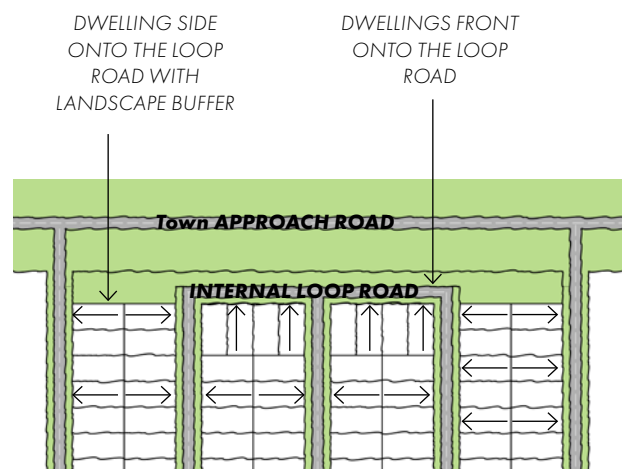 DWELLING SIDE
ONTO THE LOOP
ROAD WITH
LANDSCAPE BUFFER
DWELLINGS FRONT
ONTO THE LOOP
ROAD
Town APPROACH ROAD
INTERNAL LOOP ROAD